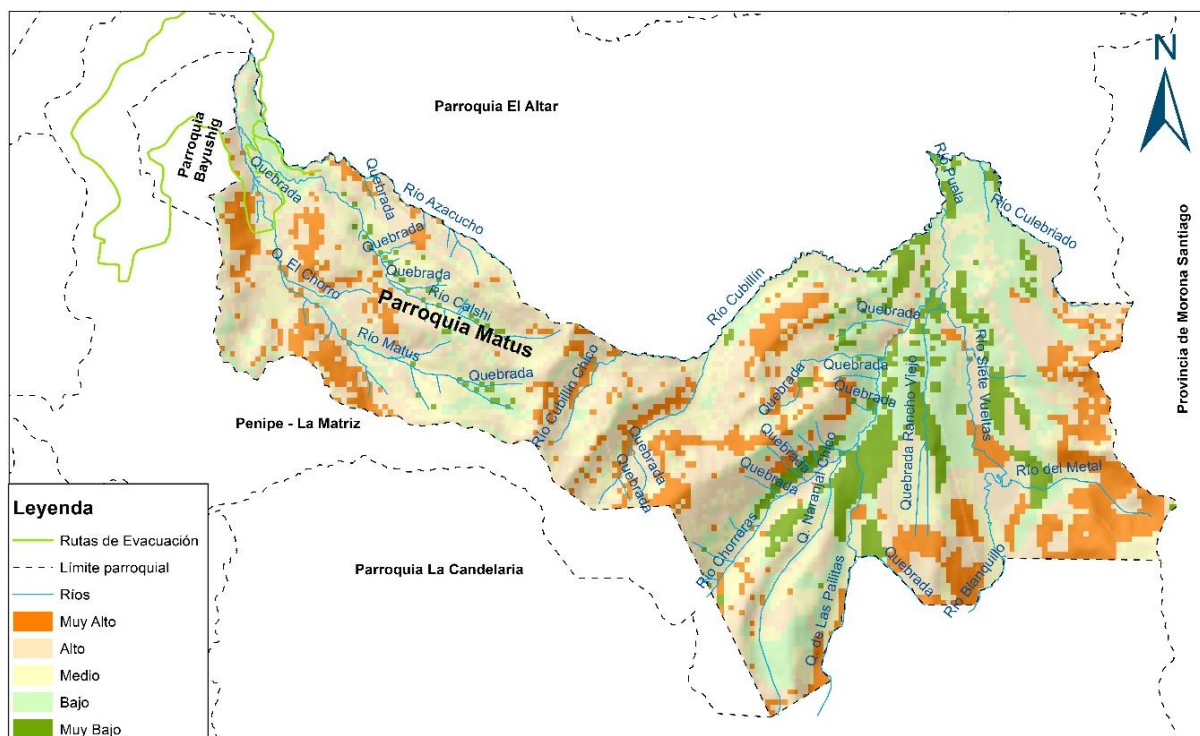 N
Parroquia El Altar
Parroquia
Bayushig
Provincia de Morona Santiago
Quebrada
Quebrada
Río Azacucho
Quebrada
Quebrada
Río Calshi
Q. El Chorro
Parroquia Matus
Río Matus
Quebrada
Río Puela
Río Culebriado
Río Cubillín
Río Cubillín Chico
Quebrada
Quebrada
Quebrada
Quebrada
Quebrada
Río Siete Vueltas
Quebrada Rancho Viejo
Quebrada
Quebrada
Quebrada
Q. Naranjal Chico
Río del Metal
Penipe - La Matriz
Río Chorreras
Quebrada
Río Blanquillo
Q. de Las Pailitas
Parroquia La Candelaria
Leyenda
Rutas de Evacuación
Límite parroquial
Ríos
Muy Alto
Alto
Medio
Bajo
Muy Bajo